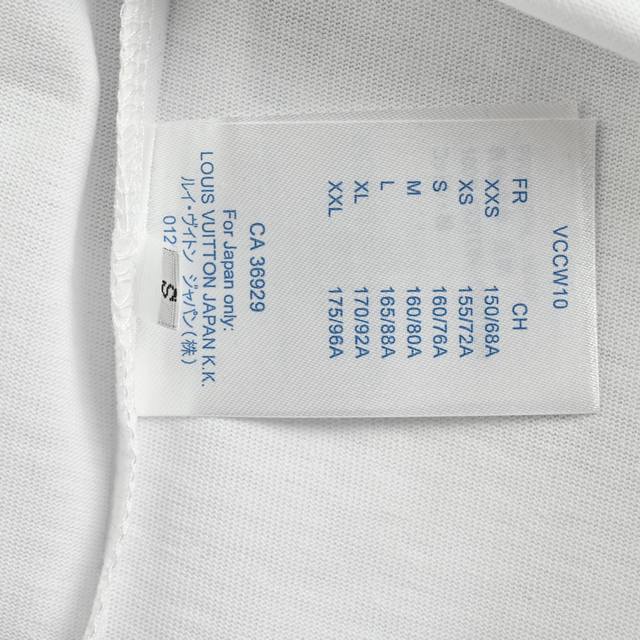 VCCW10
FR CH
XXS 150/68A
XS 155/72A
S 160/76A
M 160/80A
L 165/88A
XL 170/92A
XXL 175/96A
CA 36929
For Japan only:
LOUIS VUITTON JAPAN K.K.
ルイ・ヴィトン ジャパン(株)
012
S